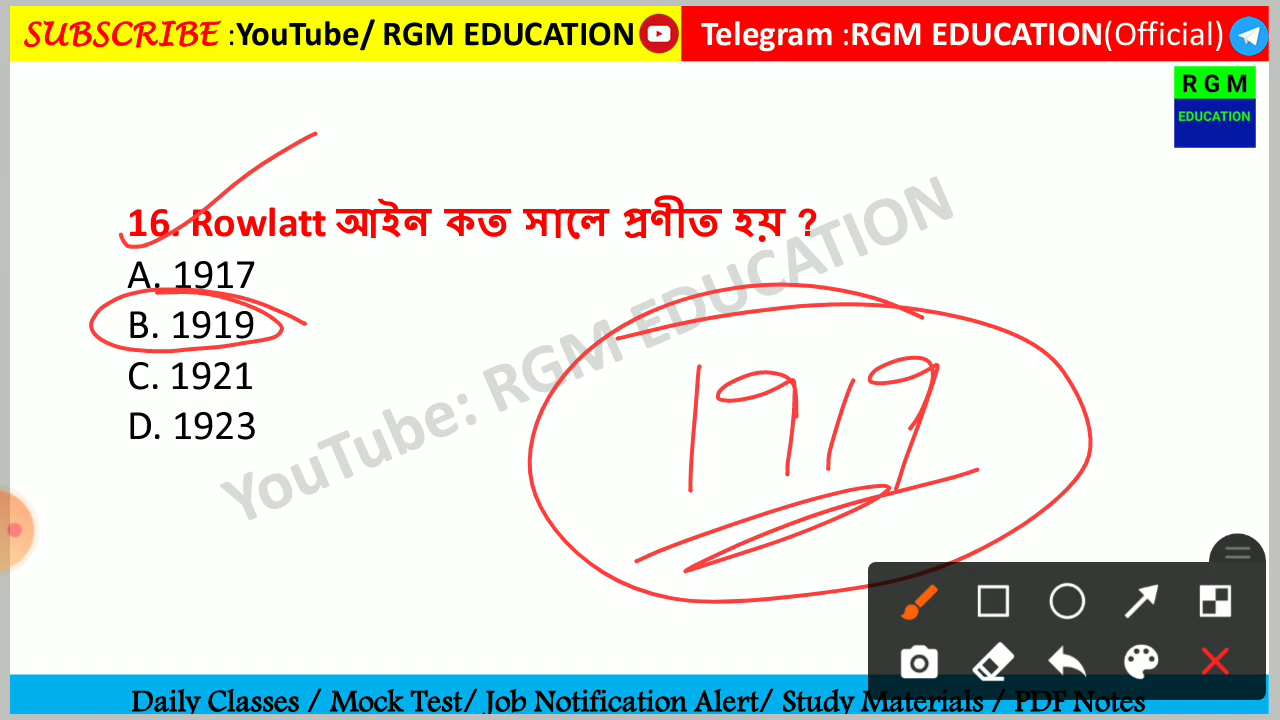 SUBSCRIBE :YouTube/ RGM EDUCATION
Telegram :RGM EDUCATION(Official)
RGM
EDUCATION
16. Rowlatt আইন কত সালে প্রণীত হয় ?
A. 1917
B. 1919
C. 1921
D. 1923
1919
YouTube: RGM EDUCATION
Daily Classes / Mock Test/ Job Notification Alert/ Study Materials / PDF Notes